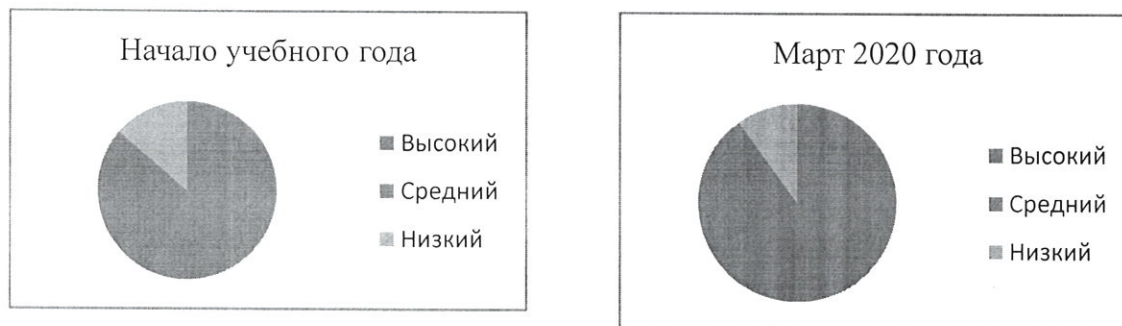 Начало учебного года
Высокий
Средний
Низкий
Март 2020 года
Высокий
Средний
Низкий